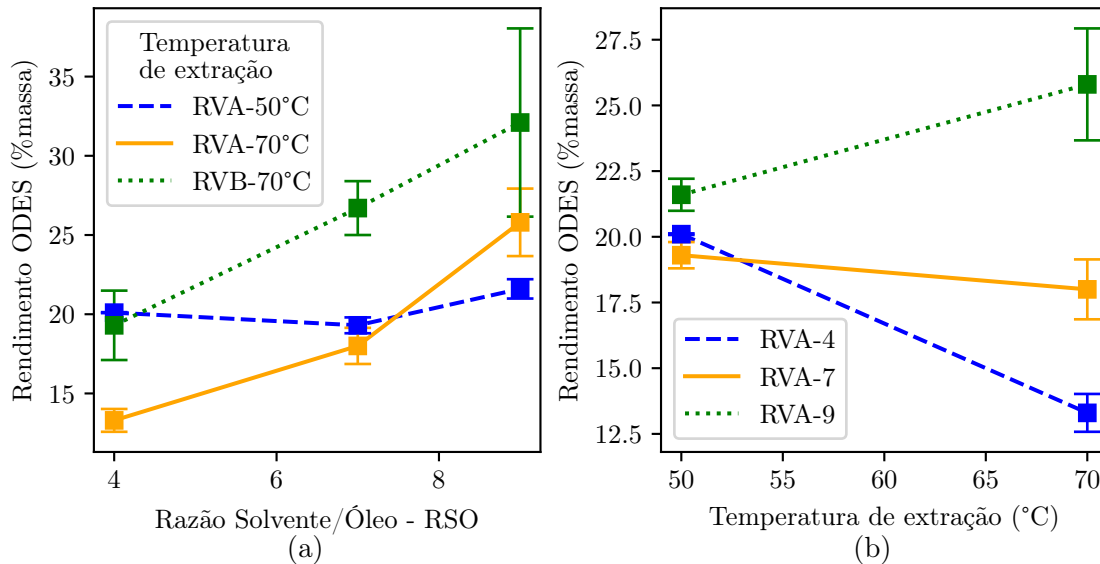 Rendimento ODES (%massa)
35
30
25
20
15
Temperatura
de extração
RVA-50°C
RVA-70°C
RVB-70°C
4
6
8
Razão Solvente/Óleo - RSO
(a)
Rendimento ODES (%massa)
27.5
25.0
22.5
20.0
17.5
15.0
12.5
RVA-4
RVA-7
RVA-9
50
55
60
65
70
Temperatura de extração (°C)
(b)